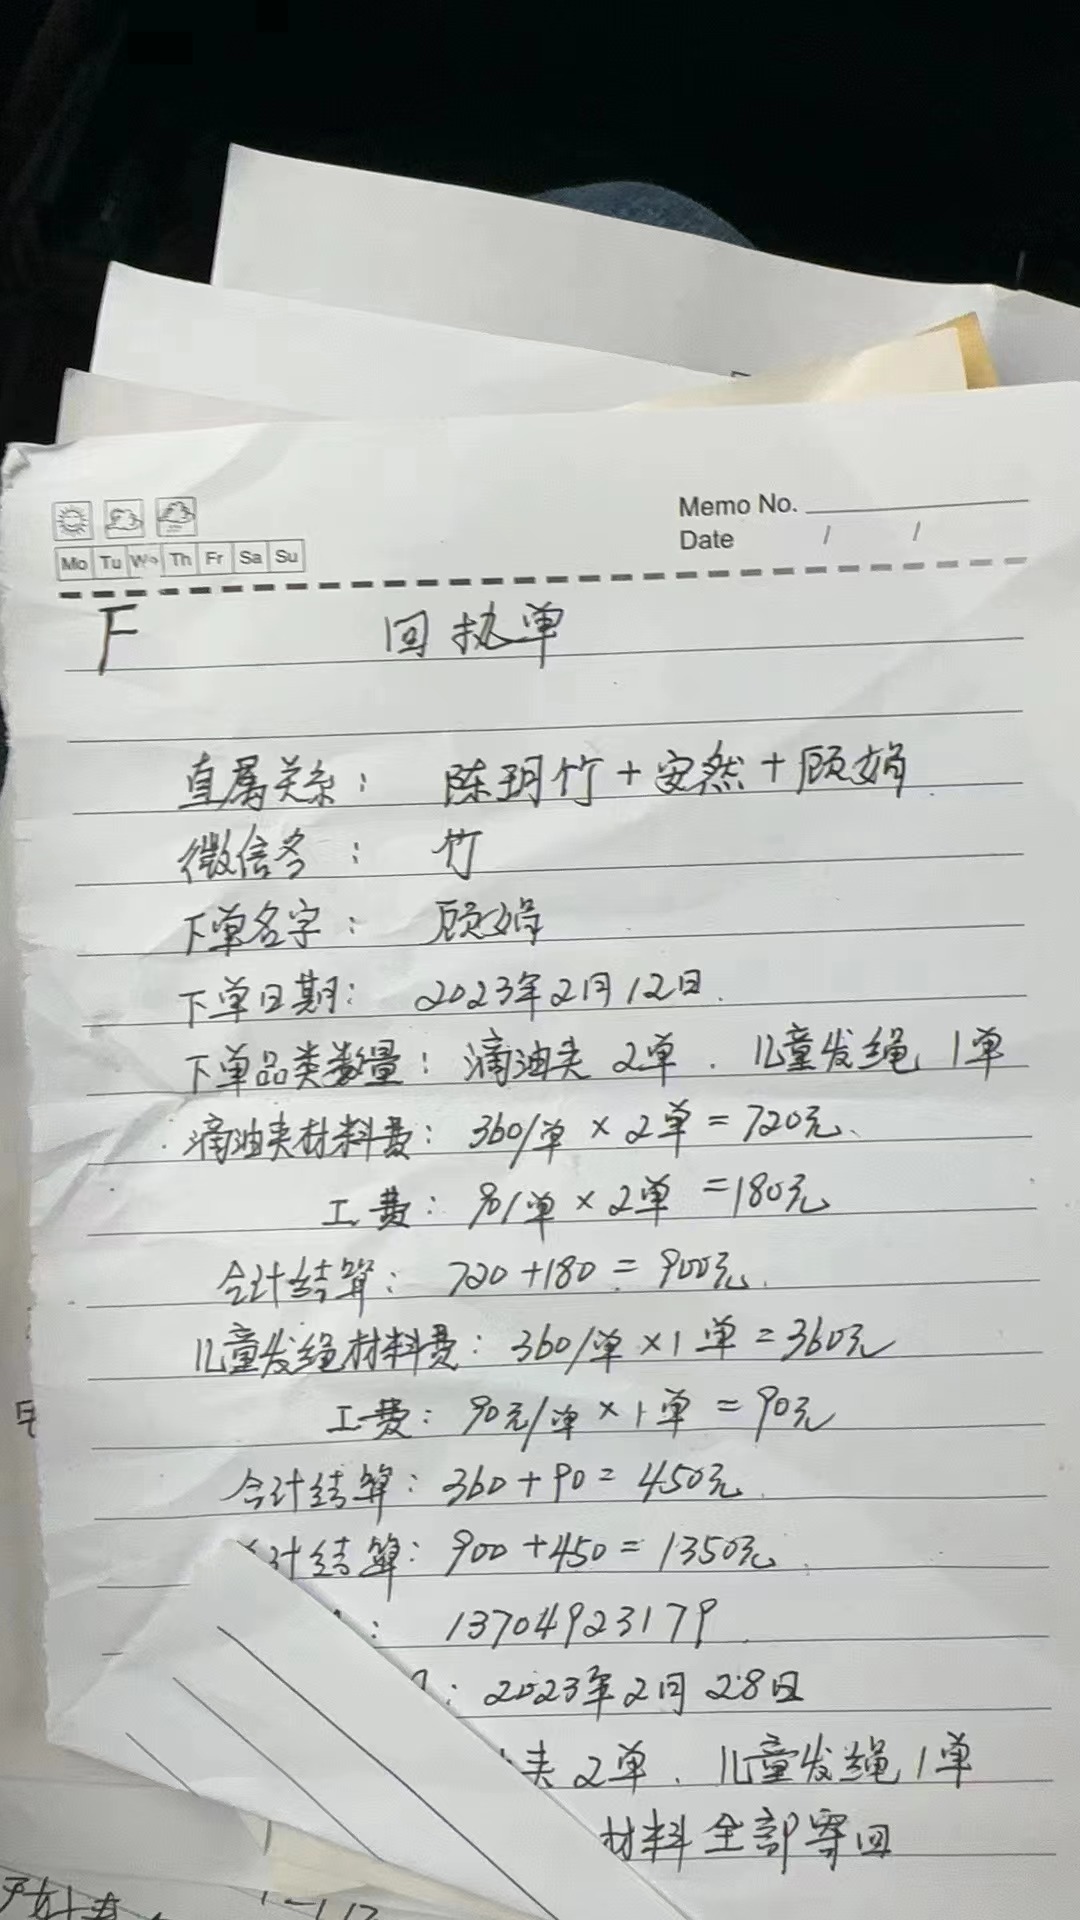 Memo No.
Mo Tu We Th Fr Sa Su
Date / /
F 回执单
直属关系： 陈玥竹+安然+顾娟
微信名： 竹
下单名字： 顾娟
下单日期： 2023年2月12日.
下单品类数量：滴油夹 2单、儿童发绳 1单
滴油夹材料费：360/单×2单=720元、
工费：90/单×2单=180元
合计结算：720+180=900元.
儿童发绳材料费：360/单×1单=360元
工费：90元/单×1单=90元
合计结算：360+90=450元
计结算：900+450=1350元
：13704923179
：2023年2月28日
夹2单、儿童发绳1单
材料全部寄回